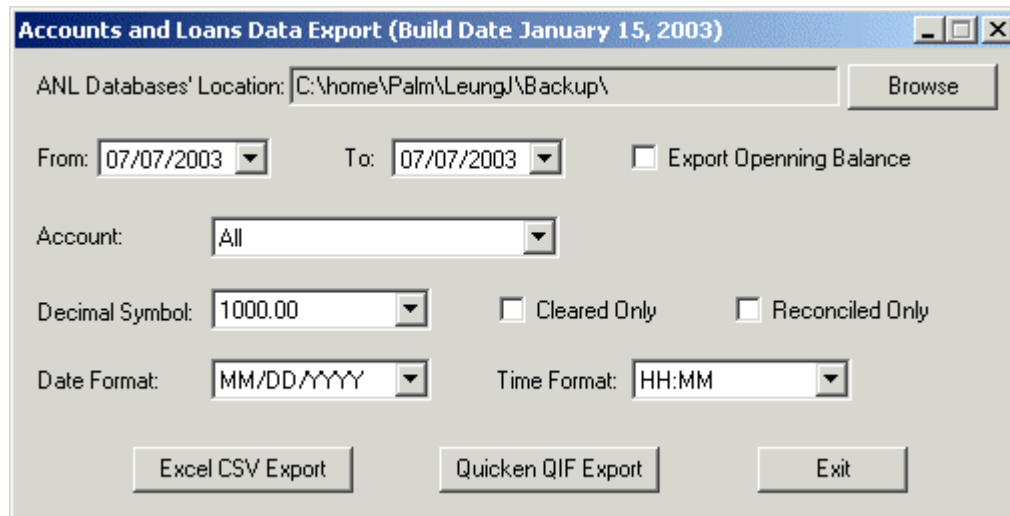 Accounts and Loans Data Export (Build Date January 15, 2003)
ANL Databases' Location: C:\home\Palm\LeungJ\Backup\ Browse
From: 07/07/2003 To: 07/07/2003 Export Openning Balance
Account: All
Decimal Symbol: 1000.00 Cleared Only Reconciled Only
Date Format: MM/DD/YYYY Time Format: HH:MM
Excel CSV Export Quicken QIF Export Exit